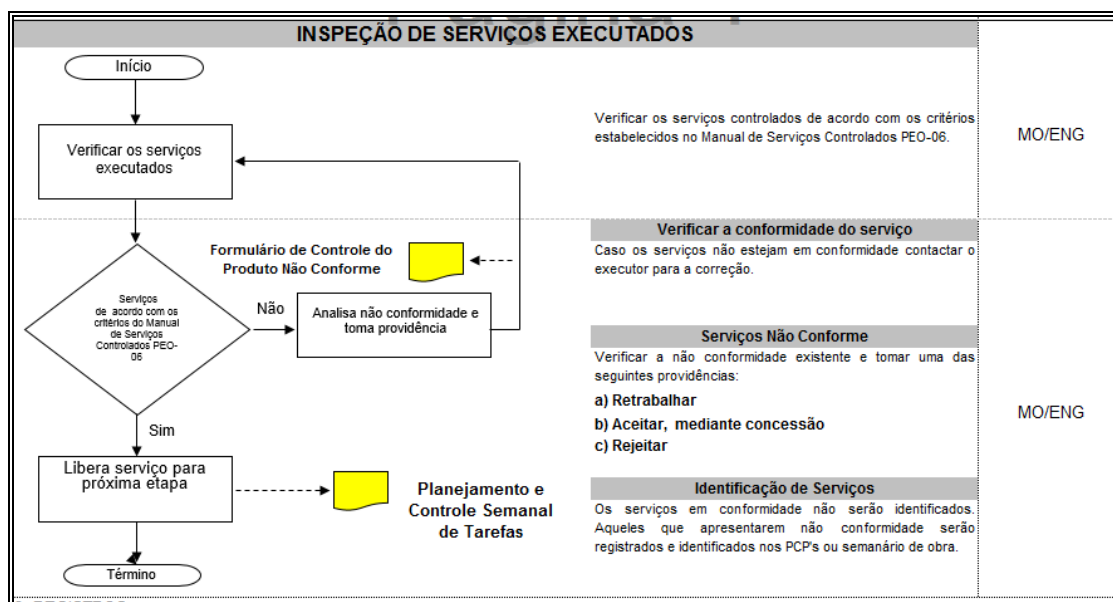 INSPEÇÃO DE SERVIÇOS EXECUTADOS
Início
Verificar os serviços
executados
Verificar os serviços controlados de acordo com os critérios
estabelecidos no Manual de Serviços Controlados PEO-06.
MO/ENG
Serviços
de acordo com os
critérios do Manual
de Serviços
Controlados PEO-
06
Não
Formulário de Controle do
Produto Não Conforme
Analisa não conformidade e
toma providência
Sim
Libera serviço para
próxima etapa
Planejamento e
Controle Semanal
de Tarefas
Término
Verificar a conformidade do serviço
Caso os serviços não estejam em conformidade contactar o
executor para a correção.
Serviços Não Conforme
Verificar a não conformidade existente e tomar uma das
seguintes providências:
a) Retrabalhar
b) Aceitar, mediante concessão
c) Rejeitar
Identificação de Serviços
Os serviços em conformidade não serão identificados.
Aqueles que apresentarem não conformidade serão
registrados e identificados nos PCP's ou semanário de obra.
MO/ENG